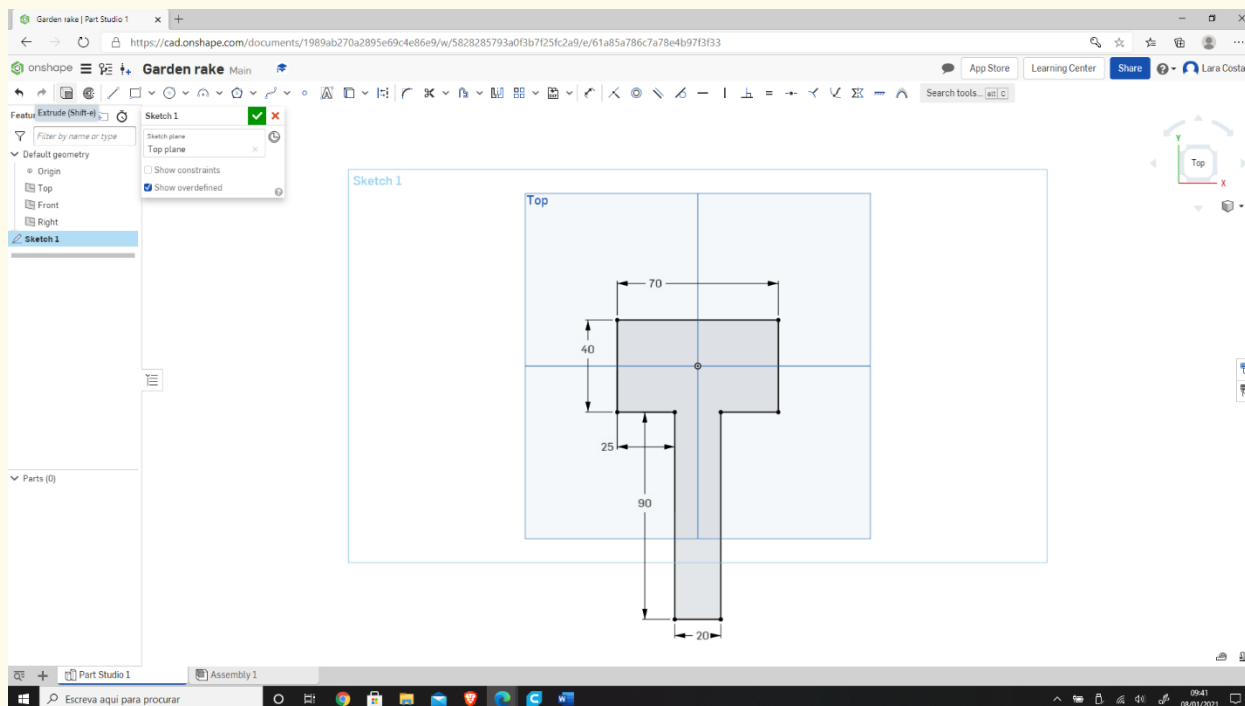 Garden rake | Part Studio 1
https://cad.onshape.com/documents/1989ab270a2895e69c4e86e9/w/5828285793a0f3b7f25fc2a9/e/61a85a786c7a78e4b97f3f33
onshape Garden rake Main App Store Learning Center Share Lara Costa
Search tools... alt C
Featu Extrude (Shift-e)
Filter by name or type
Default geometry
Origin
Top
Front
Right
Sketch 1
Parts (0)
Sketch 1
Sketch plane
Top plane
Show constraints
Show overdefined
Sketch 1
Top
70
40
25
90
20
Y
Top
X
Part Studio 1 Assembly 1
Escreva aqui para procurar
09:41
08/01/2021